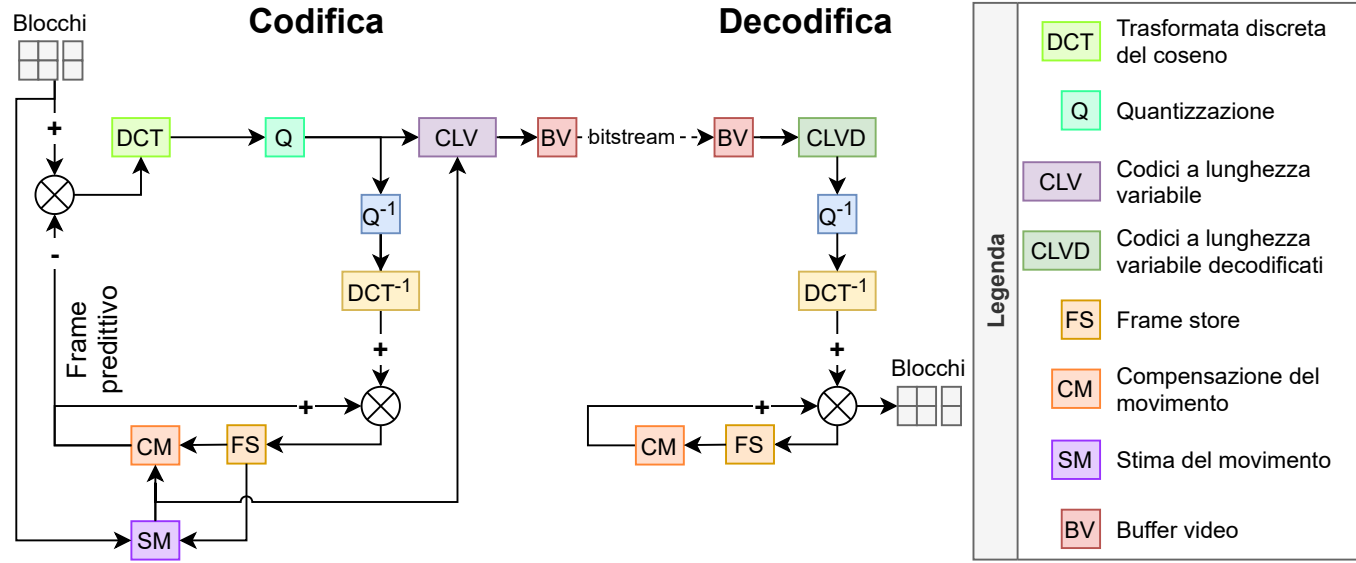 Codifica
Decodifica
Blocchi
+
DCT
Q
CLV
BV
bitstream
BV
CLVD
-
Q-1
DCT-1
+
Frame
predittivo
+
CM
FS
SM
Q-1
DCT-1
+
Blocchi
+
CM
FS
Legenda
DCT
Trasformata discreta
del coseno
Q
Quantizzazione
CLV
Codici a lunghezza
variabile
CLVD
Codici a lunghezza
variabile decodificati
FS
Frame store
CM
Compensazione del
movimento
SM
Stima del movimento
BV
Buffer video